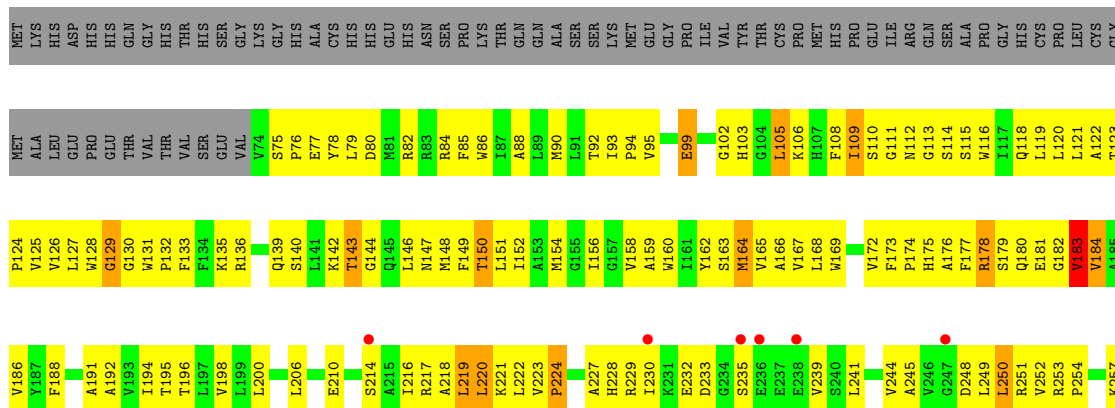 MET LYS HIS ASP HIS HIS GLN GLY HIS THR HIS SER GLY LYS GLY HIS ALA CYS HIS HIS GLU HIS ASN SER PRO LYS THR GLN GLN ALA SER SER LYS MET GLU GLY PRO ILE VAL TYR THR CYS PRO MET HIS PRO GLU ILE ARG GLN SER ALA PRO GLY HIS CYS PRO LEU CYS GLY
MET ALA LEU GLU PRO GLU THR VAL THR VAL SER GLU VAL V74 S75 P76 E77 Y78 L79 D80 M81 R82 R83 R84 F85 W86 I87 A88 L89 M90 L91 T92 I93 P94 V95 E99 G102 H103 G104 L105 K106 H107 F108 I109 S110 G111 N112 G113 S114 S115 W116 I117 Q118 L119 L120 L121 A122 T123
P124 V125 V126 L127 W128 G129 G130 W131 P132 F133 F134 K135 R136 Q139 S140 L141 K142 T143 G144 Q145 L146 N147 M148 F149 T150 L151 I152 A153 M154 G155 I156 G157 V158 A159 W160 I161 Y162 S163 M164 V165 A166 V167 L168 W169 V172 F173 P174 H175 A176 F177 R178 S179 Q180 E181 G182 V183 V184 A185
V186 Y187 F188 A191 A192 V193 I194 T195 T196 L197 V198 L199 L200 L206 E210 S214 A215 I216 R217 A218 L219 L220 K221 L222 V223 P224 A227 H228 R229 I230 K231 E232 D233 G234 S235 E236 E237 E238 V239 S240 L241 V244 A245 V246 G247 D248 L249 L250 R251 V252 R253 P254